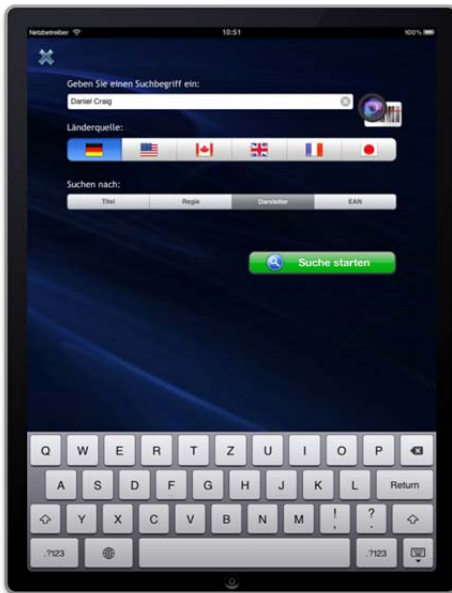 Netzbetreiber 10:51 100%
Geben Sie einen Suchbegriff ein:
Daniel Craig
Länderquelle:
Suchen nach:
Titel Regie Darsteller EAN
Suche starten
Q W E R T Z U I O P
A S D F G H J K L Return
Y X C V B N M ! , ? .
.?123 .?123